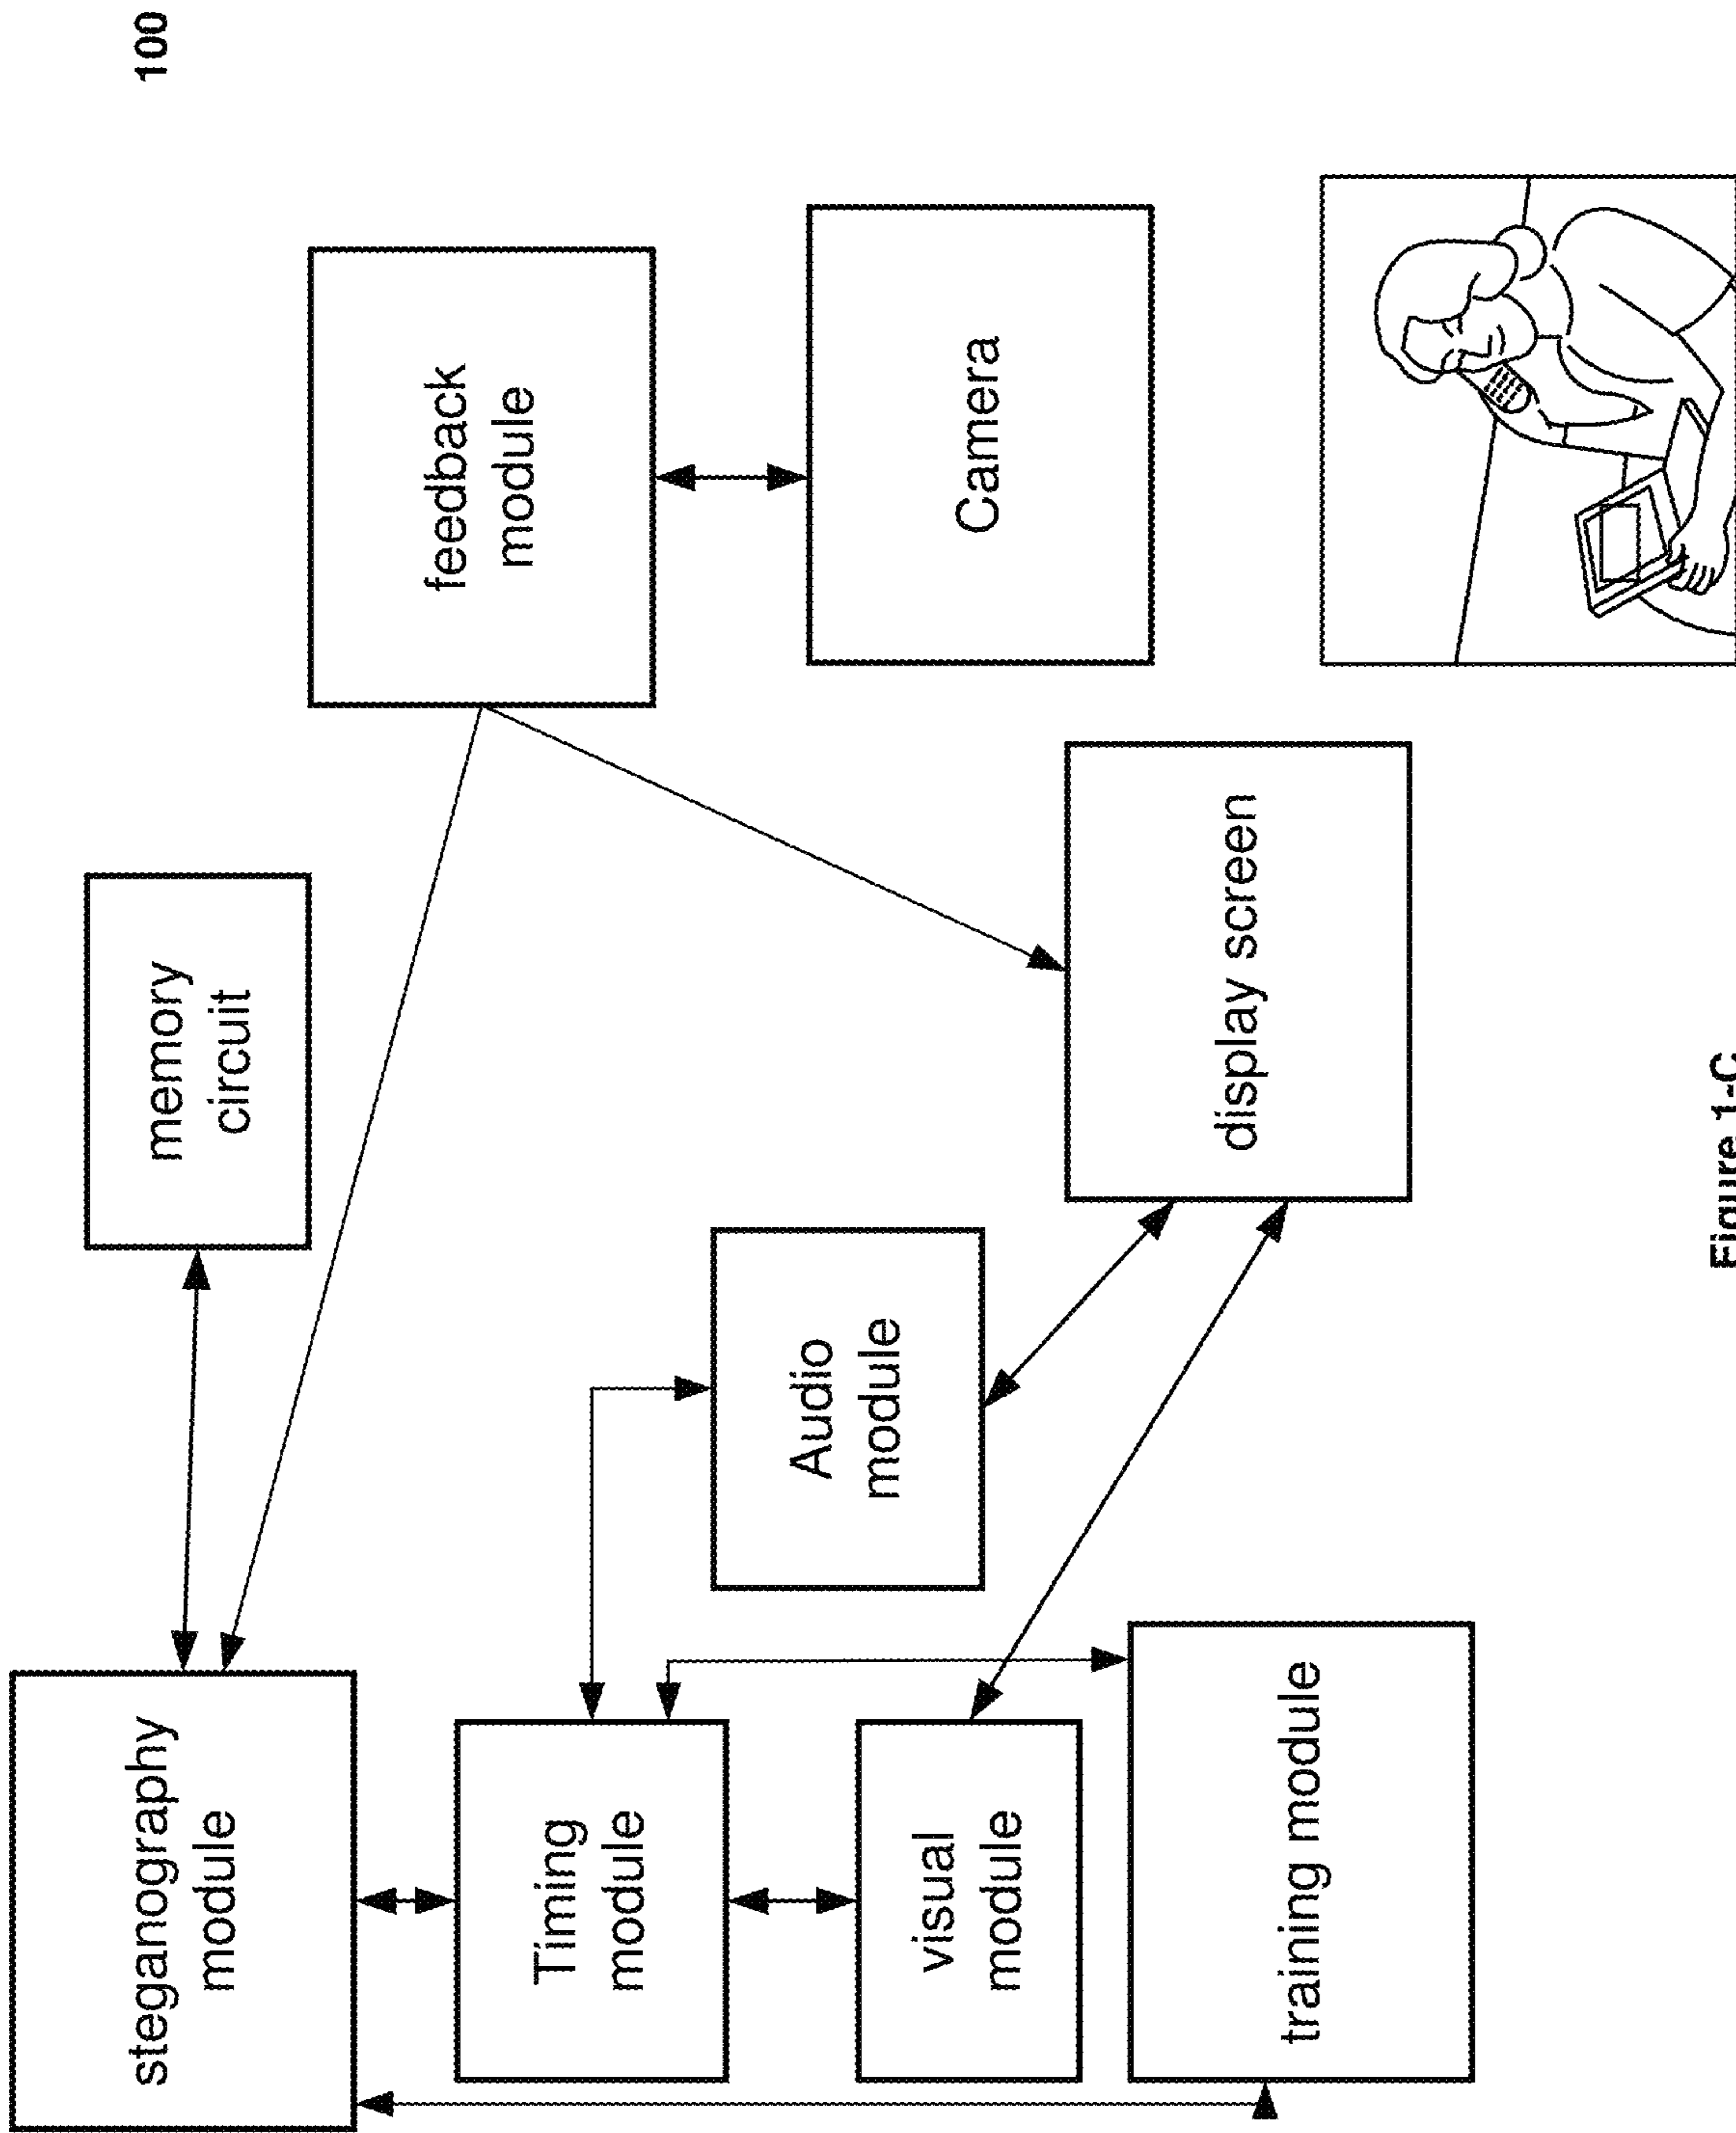 100
steganography
module
memory
circuit
feedback
module
Timing
module
Audio
module
Camera
visual
module
display screen
training module
Figure 1-C